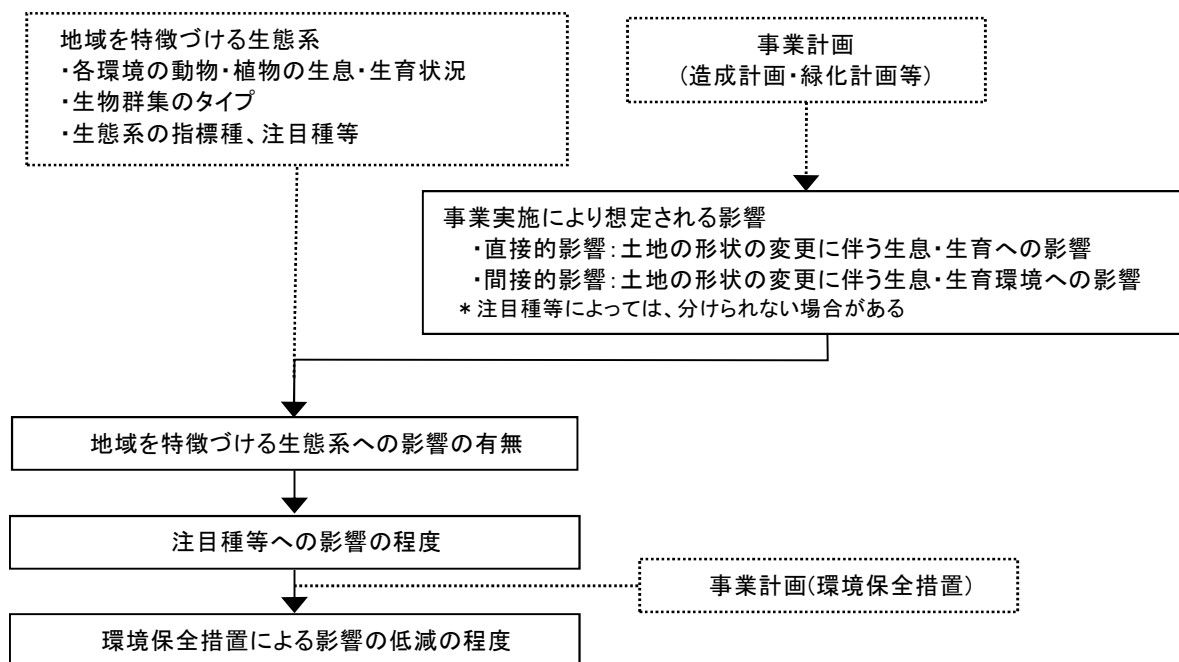 地域を特徴づける生態系
・各環境の動物・植物の生息・生育状況
・生物群集のタイプ
・生態系の指標種、注目種等
事業計画
(造成計画・緑化計画等)
事業実施により想定される影響
・直接的影響:土地の形状の変更に伴う生息・生育への影響
・間接的影響:土地の形状の変更に伴う生息・生育環境への影響
*注目種等によっては、分けられない場合がある
地域を特徴づける生態系への影響の有無
注目種等への影響の程度
事業計画(環境保全措置)
環境保全措置による影響の低減の程度